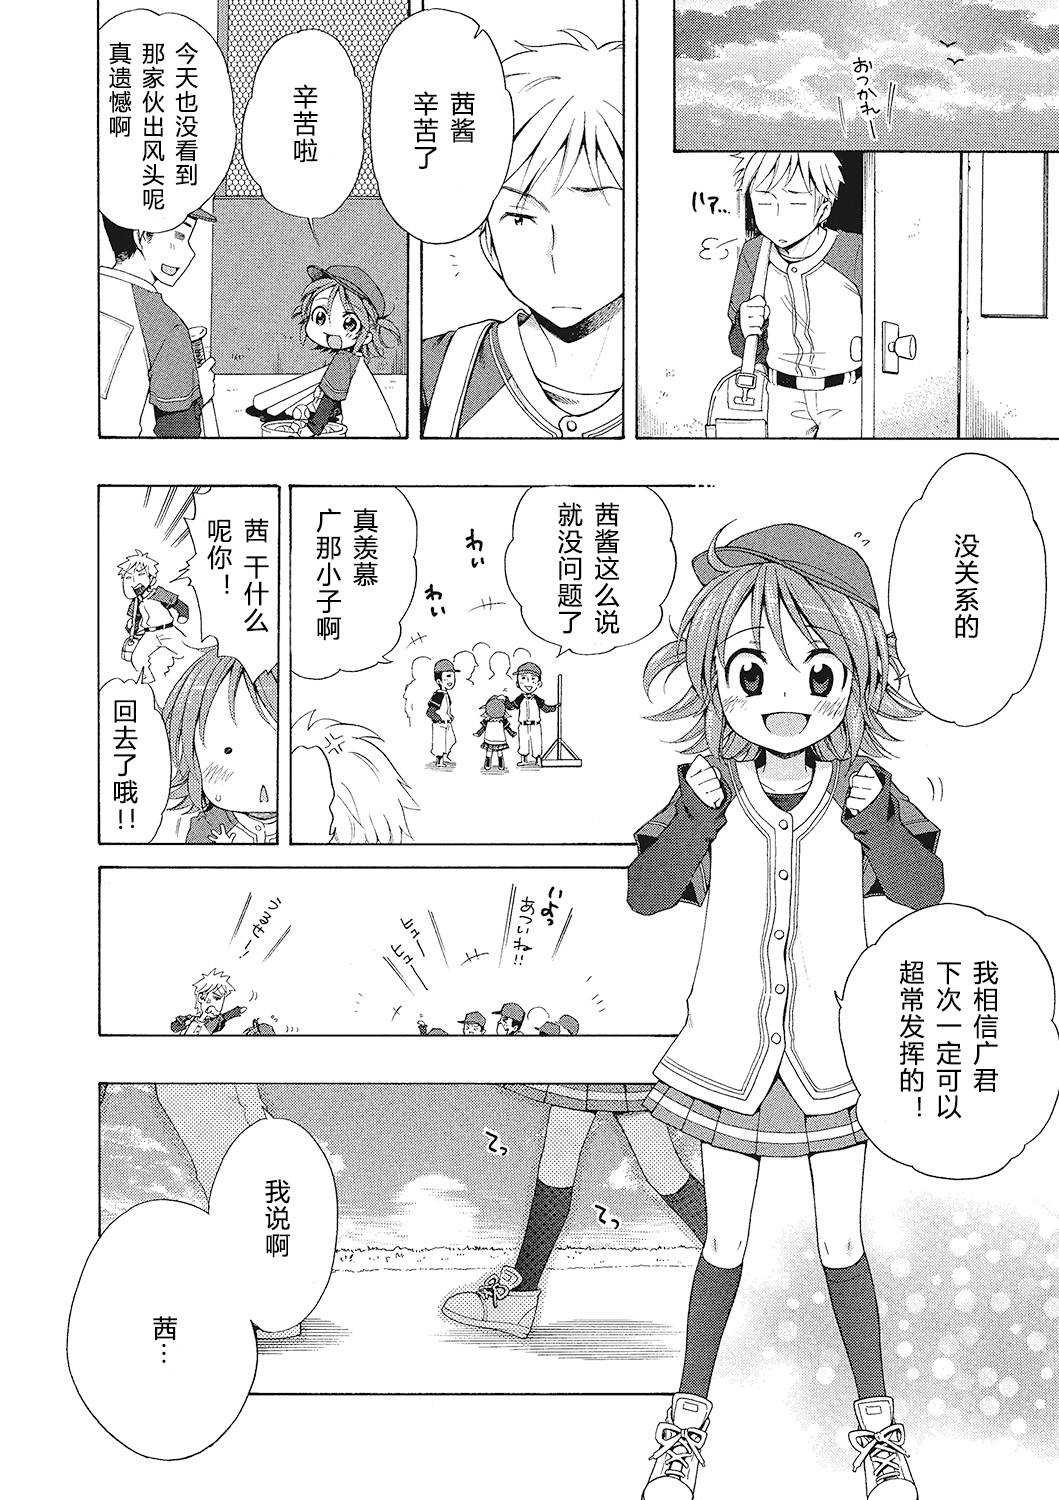 おつかれー
ハァ…
茜酱
辛苦了
辛苦啦
今天也没看到
那家伙出风头呢
真遗憾啊
没关系的
我相信广君
下次一定可以
超常发挥的！
茜酱这么说
就没问题了
わい
わい
真羡慕
广那小子啊
茜 干什么
呢你！
回去了哦!!
いよっ
あついね!!
ヒュー
ヒュー
うるせー!
てっ
てっ
我说啊
茜…